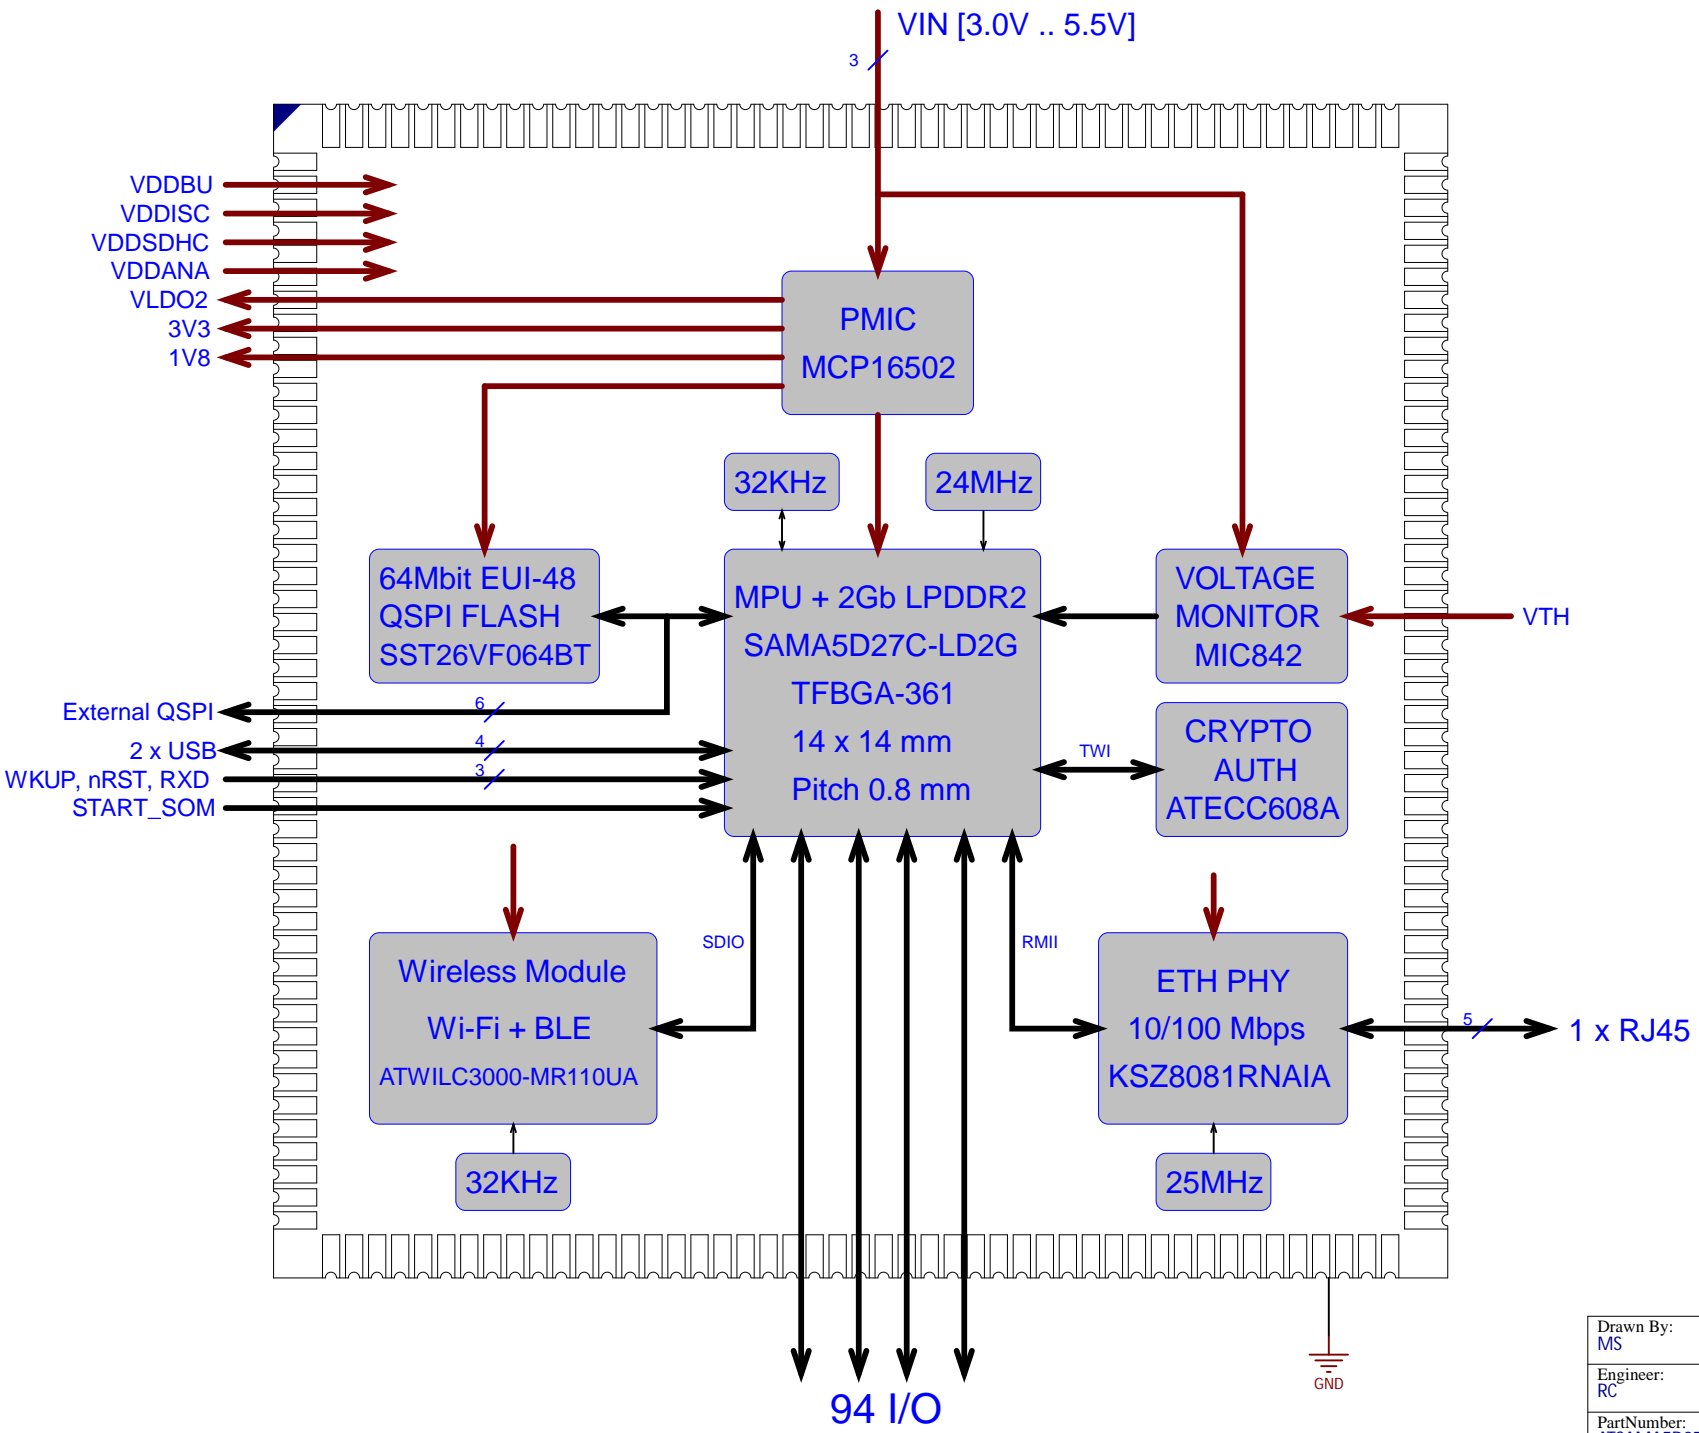 VIN [3.0V .. 5.5V]
3
VDDBU
VDDISC
VDDSDHC
VDDANA
VLDO2
3V3
1V8
PMIC
MCP16502
32KHz
24MHz
64Mbit EUI-48
QSPI FLASH
SST26VF064BT
MPU + 2Gb LPDDR2
SAMA5D27C-LD2G
TFBGA-361
14 x 14 mm
Pitch 0.8 mm
VOLTAGE
MONITOR
MIC842
VTH
External QSPI
6
2 x USB
4
WKUP, nRST, RXD
3
START_SOM
TWI
CRYPTO
AUTH
ATECC608A
SDIO
RMII
Wireless Module
Wi-Fi + BLE
ATWILC3000-MR110UA
ETH PHY
10/100 Mbps
KSZ8081RNAIA
5
1 x RJ45
32KHz
25MHz
94 I/O
GND
Drawn By:
MS
Engineer:
RC
PartNumber: